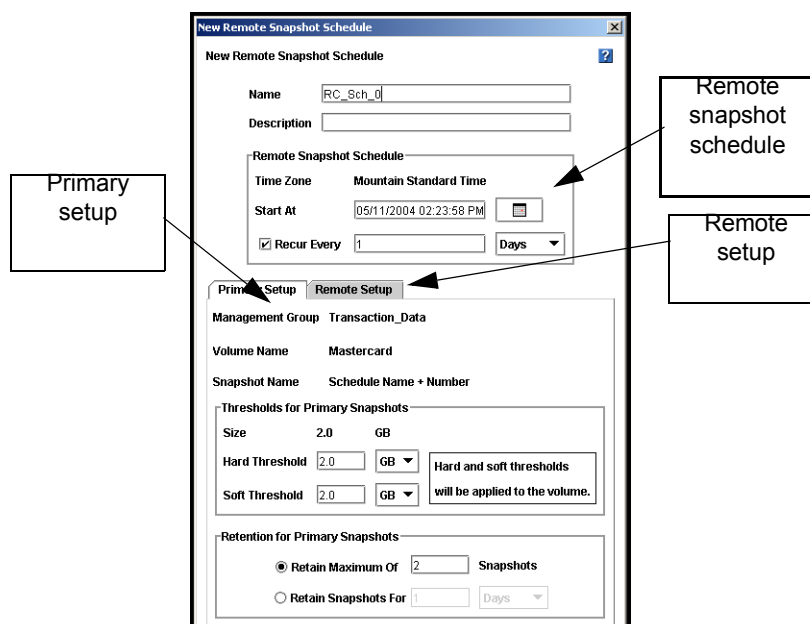 New Remote Snapshot Schedule
New Remote Snapshot Schedule
?
Name RC_Sch_0
Description
Remote Snapshot Schedule
Time Zone Mountain Standard Time
Start At 05/11/2004 02:23:58 PM
Recur Every 1 Days
Primary Setup Remote Setup
Management Group Transaction_Data
Volume Name Mastercard
Snapshot Name Schedule Name + Number
Thresholds for Primary Snapshots
Size 2.0 GB
Hard Threshold 2.0 GB
Soft Threshold 2.0 GB
Hard and soft thresholds
will be applied to the volume.
Retention for Primary Snapshots
Retain Maximum Of 2 Snapshots
Retain Snapshots For 1 Days
Primary
setup
Remote
snapshot
schedule
Remote
setup